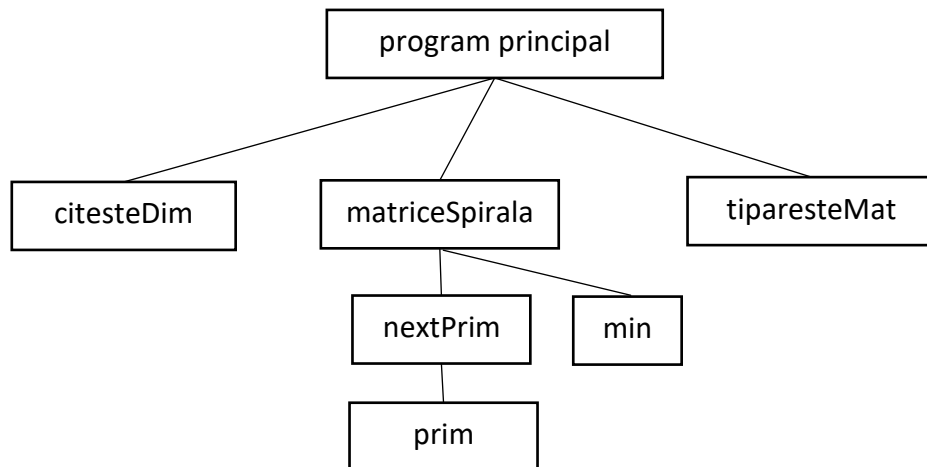 program principal
citesteDim
matriceSpirala
tiparesteMat
nextPrim
min
prim